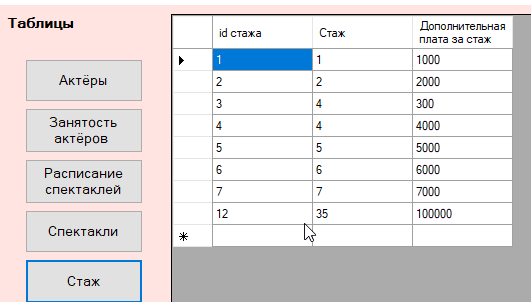 Таблицы
Актёры
Занятость
актёров
Расписание
спектаклей
Спектакли
Стаж
id стажа Стаж Дополнительная
плата за стаж
1 1 1000
2 2 2000
3 4 300
4 4 4000
5 5 5000
6 6 6000
7 7 7000
12 35 100000